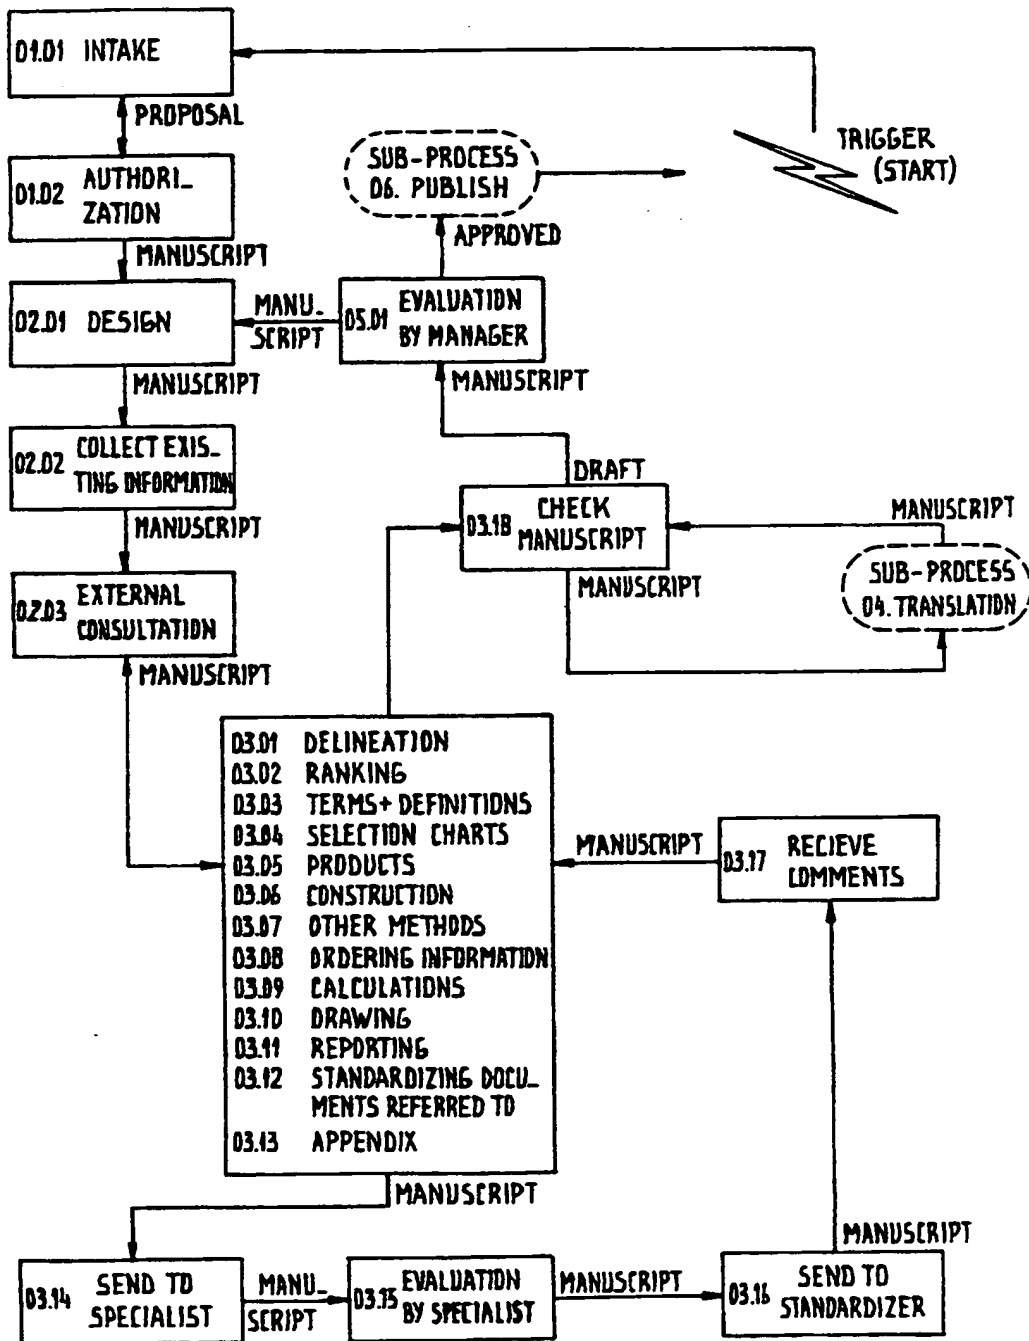 01.01 INTAKE
PROPOSAL
01.02 AUTHORI_
ZATION
MANUSCRIPT
TRIGGER
(START)
SUB-PROCESS
06. PUBLISH
APPROVED
02.01 DESIGN
MANU_
SCRIPT
05.01 EVALUATION
BY MANAGER
MANUSCRIPT
MANUSCRIPT
02.02 COLLECT EXIS_
TING INFORMATION
MANUSCRIPT
DRAFT
03.18 CHECK
MANUSCRIPT
MANUSCRIPT
MANUSCRIPT
SUB-PROCESS
04. TRANSLATION
02.03 EXTERNAL
CONSULTATION
MANUSCRIPT
03.01 DELINEATION
03.02 RANKING
03.03 TERMS+ DEFINITIONS
03.04 SELECTION CHARTS
03.05 PRODUCTS
03.06 CONSTRUCTION
03.07 OTHER METHODS
03.08 ORDERING INFORMATION
03.09 CALCULATIONS
03.10 DRAWING
03.11 REPORTING
03.12 STANDARDIZING DOCU_
MENTS REFERRED TO
03.13 APPENDIX
MANUSCRIPT
MANUSCRIPT
03.17 RECIEVE
COMMENTS
MANUSCRIPT
03.14 SEND TO
SPECIALIST
MANU_
SCRIPT
03.15 EVALUATION
BY SPECIALIST
MANUSCRIPT
03.16 SEND TO
STANDARDIZER